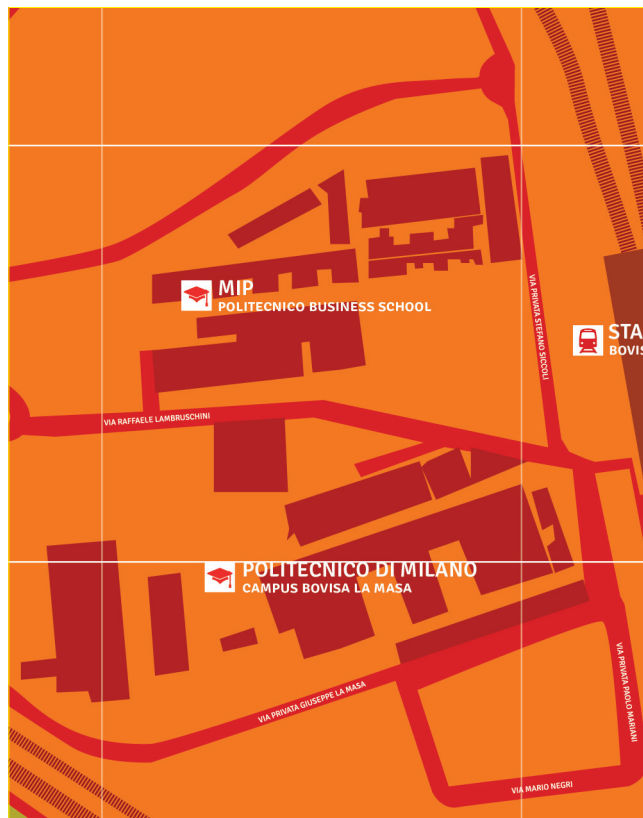 MIP
POLITECNICO BUSINESS SCHOOL
VIA PRIVATA STEFANO SICCOLI
STA
BOVIS
VIA RAFFAELE LAMBRUSCHINI
POLITECNICO DI MILANO
CAMPUS BOVISA LA MASA
VIA PRIVATA GIUSEPPE LA MASA
VIA PRIVATA PAOLO MARIANI
VIA MARIO NEGRI